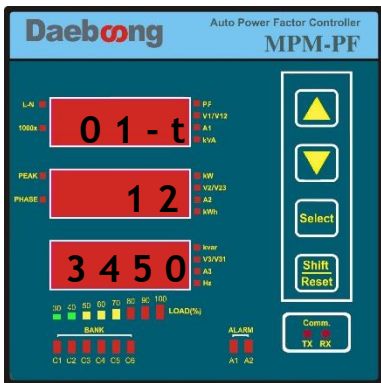 Daeboong
Auto Power Factor Controller
MPM-PF
L-N
1000x
01-t
PF
V1/V12
A1
kVA
PEAK
PHASE
12
kW
V2/V23
A2
kWh
3450
kvar
V3/V31
A3
Hz
Select
Shift
Reset
30 40 50 60 70 80 90 100
LOAD(%)
BANK
C1 C2 C3 C4 C5 C6
ALARM
A1 A2
Comm.
TX RX